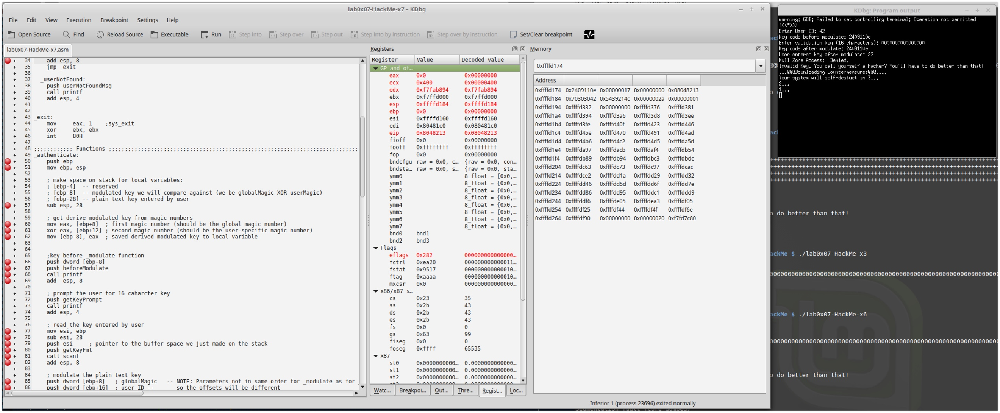 lab0x07-HackMe-x7 – KDbg
File Edit View Execution Breakpoint Settings Help
Open Source Find Reload Source Executable Run Step into Step over Step out Step into by instruction Step over by instruction Set/Clear breakpoint
lab0x07-HackMe-x7.asm
34 add esp, 8
35 jmp _exit
36
37 _userNotFound:
38 push userNotFoundMsg
39 call printf
40 add esp, 4
41
42
43 _exit:
44 mov eax, 1 ;sys_exit
45 xor ebx, ebx
46 int 80H
47
48 ;;;;;;;;;;;; Functions ;;;;;;;;;;;;;;;;;;;;;;;;;;;;;;;;;;;;;;;;;;;;;;;;;;;;;;;;;;;;;;;;;;;;;;;;;;;;;;
49 _authenticate:
50 push ebp
51 mov ebp, esp
52
53 ; make space on stack for local variables:
54 ; [ebp-4] -- reserved
55 ; [ebp-8] -- modulated key we will compare against (we be globalMagic XOR userMagic)
56 ; [ebp-28] -- plain text key entered by user
57 sub esp, 28
58
59 ; get derive modulated key from magic numbers
60 mov eax, [ebp+8] ; first magic number (should be the global magic number)
61 xor eax, [ebp+12] ; second magic number (should be the user-specific magic number)
62 mov [ebp-8], eax ; saved derived modulated key to local variable
63
64
65 ;key before _modulate function
66 push dword [ebp-8]
67 push beforeModulate
68 call printf
69 add esp, 8
70
71 ; prompt the user for 16 caharcter key
72 push getKeyPrompt
73 call printf
74 add esp, 4
75
76 ; read the key entered by user
77 mov esi, ebp
78 sub esi, 28
79 push esi ; pointer to the buffer space we just made on the stack
80 push getKeyFmt
81 call scanf
82 add esp, 8
83
84 ; modulate the plain text key
85 push dword [ebp+8] ; globalMagic -- NOTE: Parameters not in same order for _modulate as for
86 push dword [ebp+16] ; user ID -- so the offsets will be different
Registers
Register Value Decoded value
GP and ot...
eax 0x0 0x00000000
ecx 0x400 0x00000400
edx 0xf7fab894 0xf7fab894
ebx 0xf7ffd000 0xf7ffd000
esp 0xffffd184 0xffffd184
ebp 0x0 0x00000000
esi 0xffffd160 0xffffd160
edi 0x80481c0 0x080481c0
eip 0x8048213 0x08048213
fioff 0x0 0x00000000
fooff 0xffffffff 0xffffffff
fop 0x0 0x00000000
bndcfgu raw = 0x0, c... {raw = 0x0, con...
bndsta... raw = 0x0, s... {raw = 0x0, sta...
ymm0 8_float = {0x0,...
ymm1 8_float = {0x0,...
ymm2 8_float = {0x0,...
ymm3 8_float = {0x0,...
ymm4 8_float = {0x0,...
ymm5 8_float = {0x0,...
ymm6 8_float = {0x0,...
ymm7 8_float = {0x0,...
bnd0 bnd1
bnd2 bnd3
Flags
eflags 0x282 000000000000000...
fctrl 0xea20 000000000000011...
fstat 0x9517 000000000000010...
ftag 0xaaaa 000000000000010...
mxcsr 0x0 000000000000000...
x86/x87 s...
cs 0x23 35
ss 0x2b 43
ds 0x2b 43
es 0x2b 43
fs 0x0 0
gs 0x63 99
fiseg 0x0 0
foseg 0xffff 65535
x87
st0 0x0000000000... 0.0000000000000...
st1 0x0000000000... 0.0000000000000...
st2 0x0000000000... 0.0000000000000...
Watc... Breakpoi... Out... Thre... Regist... Loc...
Memory
0xffffd174
Address
0xffffd174 0x2409110e 0x00000017 0x00000000 0x08048213
0xffffd184 0x70303042 0x5439214c 0x0000002a 0x00000001
0xffffd194 0xffffd332 0x00000000 0xffffd376 0xffffd381
0xffffd1a4 0xffffd394 0xffffd3a6 0xffffd3d8 0xffffd3ee
0xffffd1b4 0xffffd3fe 0xffffd40f 0xffffd423 0xffffd446
0xffffd1c4 0xffffd45e 0xffffd470 0xffffd491 0xffffd4ad
0xffffd1d4 0xffffd4b6 0xffffd4c2 0xffffd4d5 0xffffda5d
0xffffd1e4 0xffffda97 0xffffdacb 0xffffdaf4 0xffffdb54
0xffffd1f4 0xffffdb89 0xffffdb94 0xffffdbc3 0xffffdbdc
0xffffd204 0xffffdc63 0xffffdc73 0xffffdc97 0xffffdcac
0xffffd214 0xffffdce2 0xffffdd1a 0xffffdd29 0xffffdd32
0xffffd224 0xffffdd46 0xffffdd5d 0xffffdd6f 0xffffdd7e
0xffffd234 0xffffdd86 0xffffdd95 0xffffddc1 0xffffddd9
0xffffd244 0xffffddf6 0xffffde05 0xffffdea3 0xffffdf05
0xffffd254 0xffffdf25 0xffffdf44 0xffffdf4f 0xffffdf6e
0xffffd264 0xffffdf90 0x00000000 0x00000020 0xf7fd7c80
Inferior 1 (process 23696) exited normally
KDbg: Program output
warning: GDB: Failed to set controlling terminal: Operation not permitted
<<<*>>>
Enter User ID: 42
Key code before modulate: 2409110e
Enter validation key (16 characters): 0000000000000000
Key code after modulate: 2409110e
User entered key after modulate: 22
Null Zone Access: Denied.
Invalid Key. You call yourself a hacker? You'll have to do better than that!
...@@@Downloading Countermeasures@@@....
Your system will self-destuct in 3...
2...
1...
do better than that!
ackMe $ ./lab0x07-HackMe-x3
ackMe $ ./lab0x07-HackMe-x6
do better than that!